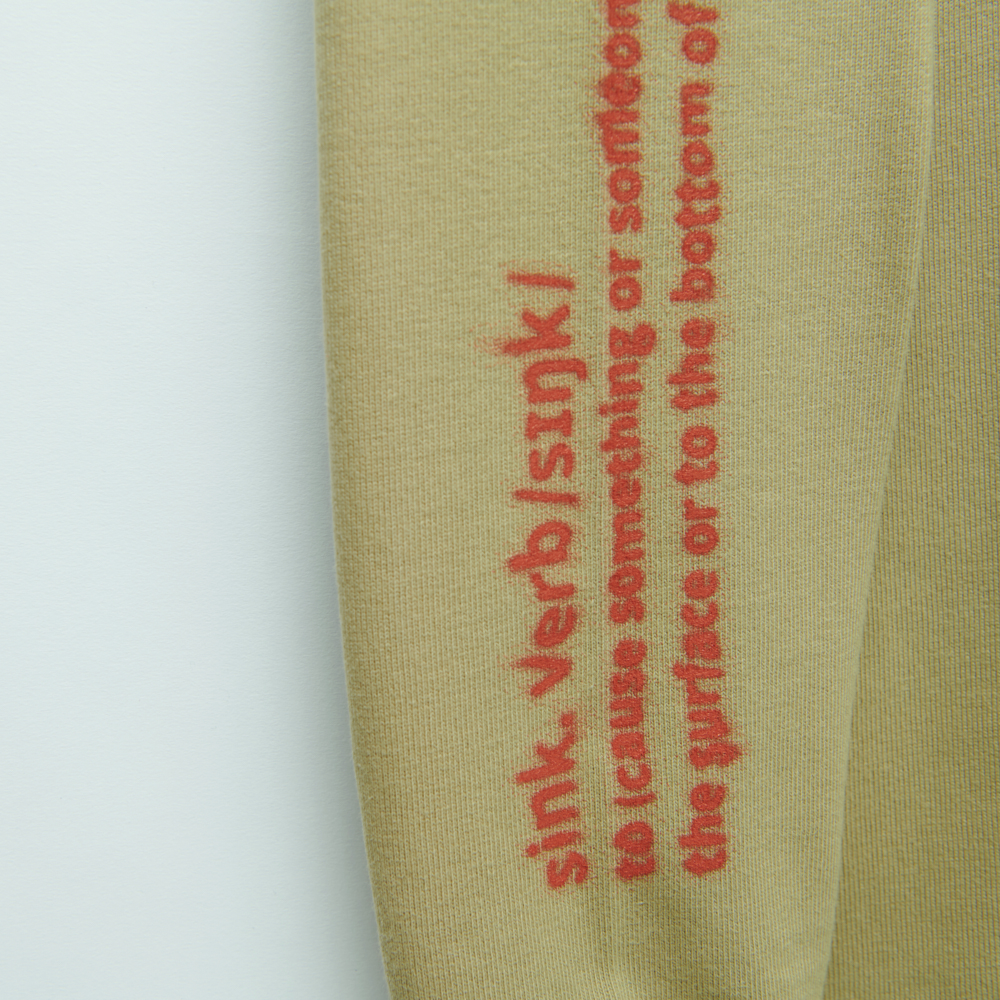 sink. verb/sɪŋk/
to (cause something or someon
the surface or to the bottom of